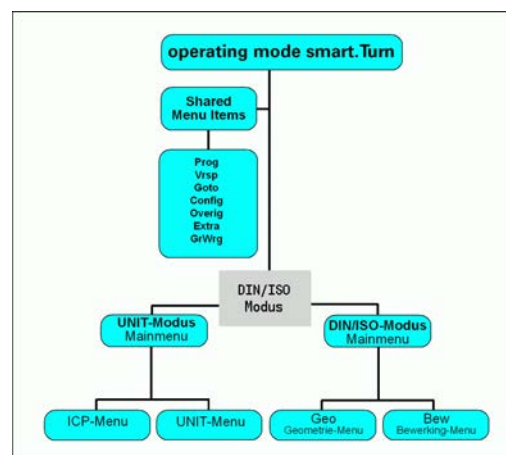 operating mode smart.Turn
Shared
Menu Items
Prog
Vrsp
Goto
Config
Overig
Extra
GrWrg
DIN/ISO
Modus
UNIT-Modus
Mainmenu
DIN/ISO-Modus
Mainmenu
ICP-Menu
UNIT-Menu
Geo
Geometrie-Menu
Bew
Bewerking-Menu